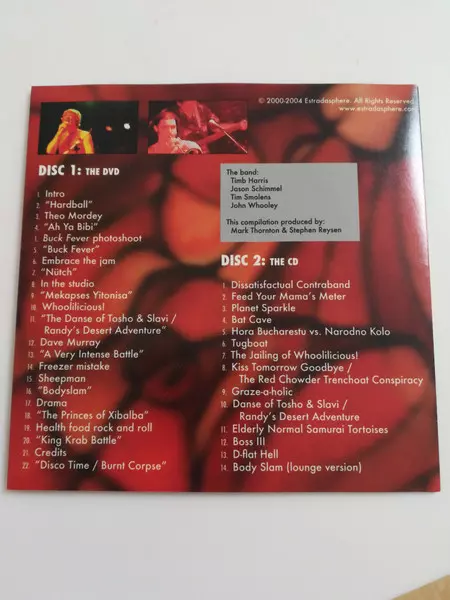 © 2000-2004 Estradasphere. All Rights Reserved
www.estradasphere.com
DISC 1: THE DVD
1. Intro
2. "Hardball"
3. Theo Mordey
4. "Ah Ya Bibi"
1. Buck Fever photoshoot
5. "Buck Fever"
6. Embrace the jam
7. "Nütch"
8. In the studio
9. "Mekapses Yitonisa"
10. Whoolilicious!
11. "The Danse of Tosho & Slavi /
Randy's Desert Adventure"
12. Dave Murray
13. "A Very Intense Battle"
14. Freezer mistake
15. Sheepman
16. "Bodyslam"
17. Drama
18. "The Princes of Xibalba"
19. Health food rock and roll
20. "King Krab Battle"
21. Credits
22. "Disco Time / Burnt Corpse"
The band:
Timb Harris
Jason Schimmel
Tim Smolens
John Whooley
This compilation produced by:
Mark Thornton & Stephen Reysen
DISC 2: THE CD
1. Dissatisfactual Contraband
2. Feed Your Mama's Meter
3. Planet Sparkle
4. Bat Cave
5. Hora Bucharestu vs. Narodno Kolo
6. Tugboat
7. The Jailing of Whoolilicious!
8. Kiss Tomorrow Goodbye /
The Red Chowder Trenchcoat Conspiracy
9. Graze-a-holic
10. Danse of Tosho & Slavi /
Randy's Desert Adventure
11. Elderly Normal Samurai Tortoises
12. Boss III
13. D-flat Hell
14. Body Slam (lounge version)